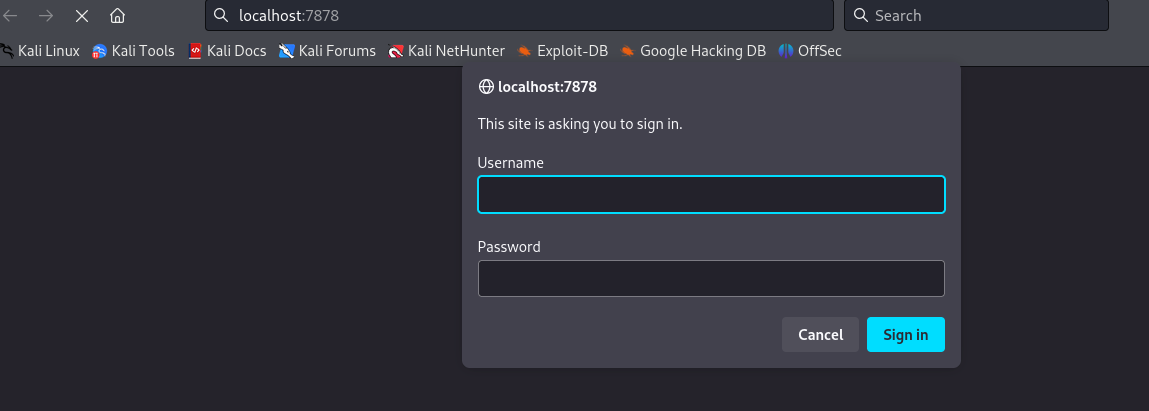 localhost:7878
Search
Kali Linux Kali Tools Kali Docs Kali Forums Kali NetHunter Exploit-DB Google Hacking DB OffSec
localhost:7878
This site is asking you to sign in.
Username
Password
Cancel Sign in